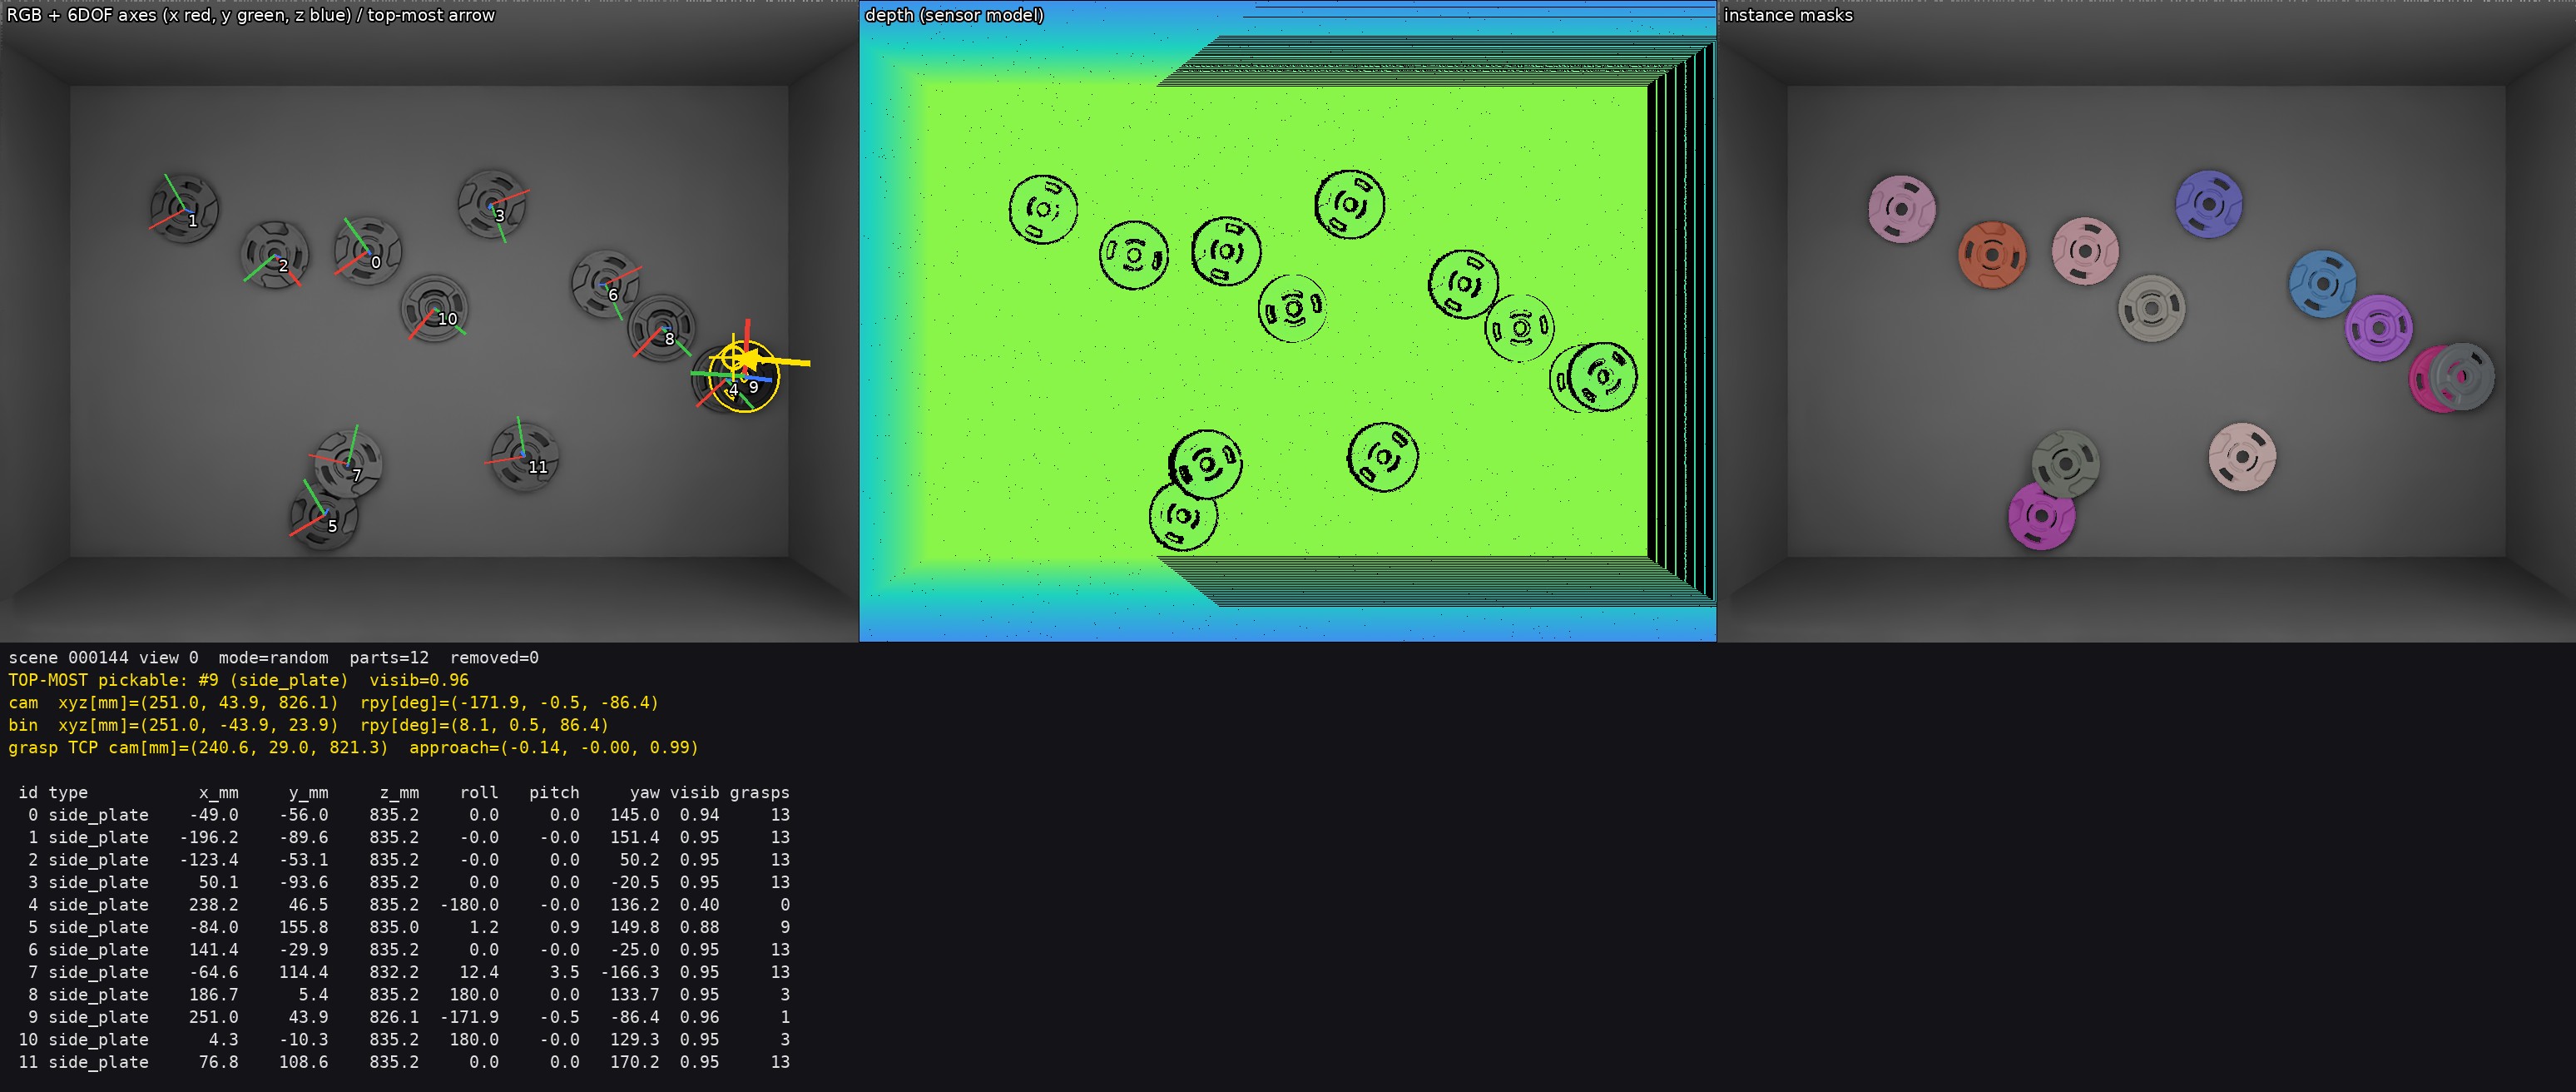 RGB + 6DOF axes (x red, y green, z blue) / top-most arrow
depth (sensor model)
instance masks
1
3
2
0
6
10
8
4
9
7
11
5
scene 000144 view 0  mode=random  parts=12  removed=0
TOP-MOST pickable: #9 (side_plate)  visib=0.96
cam  xyz[mm]=(251.0, 43.9, 826.1)  rpy[deg]=(-171.9, -0.5, -86.4)
bin  xyz[mm]=(251.0, -43.9, 23.9)  rpy[deg]=(8.1, 0.5, 86.4)
grasp TCP cam[mm]=(240.6, 29.0, 821.3)  approach=(-0.14, -0.00, 0.99)
id type x_mm y_mm z_mm roll pitch yaw visib grasps
0 side_plate -49.0 -56.0 835.2 0.0 0.0 145.0 0.94 13
1 side_plate -196.2 -89.6 835.2 -0.0 -0.0 151.4 0.95 13
2 side_plate -123.4 -53.1 835.2 -0.0 0.0 50.2 0.95 13
3 side_plate 50.1 -93.6 835.2 0.0 0.0 -20.5 0.95 13
4 side_plate 238.2 46.5 835.2 -180.0 -0.0 136.2 0.40 0
5 side_plate -84.0 155.8 835.0 1.2 0.9 149.8 0.88 9
6 side_plate 141.4 -29.9 835.2 0.0 -0.0 -25.0 0.95 13
7 side_plate -64.6 114.4 832.2 12.4 3.5 -166.3 0.95 13
8 side_plate 186.7 5.4 835.2 180.0 0.0 133.7 0.95 3
9 side_plate 251.0 43.9 826.1 -171.9 -0.5 -86.4 0.96 1
10 side_plate 4.3 -10.3 835.2 180.0 -0.0 129.3 0.95 3
11 side_plate 76.8 108.6 835.2 0.0 0.0 170.2 0.95 13